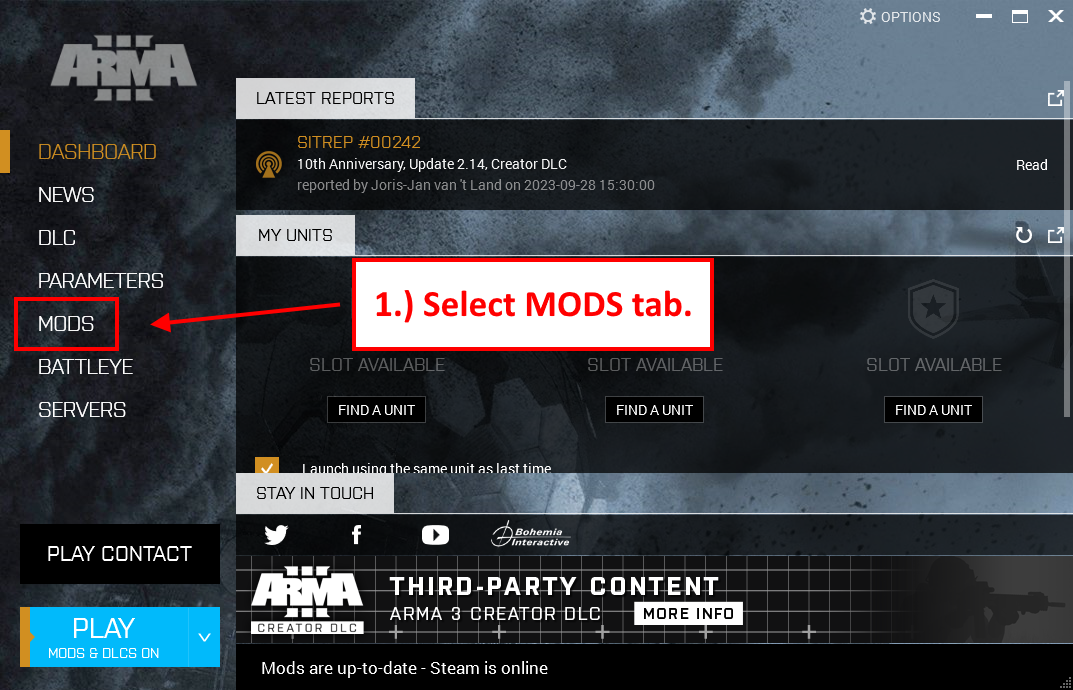 OPTIONS
ARMA III
LATEST REPORTS
SITREP #00242
10th Anniversary, Update 2.14, Creator DLC
Read
reported by Joris-Jan van 't Land on 2023-09-28 15:30:00
DASHBOARD
NEWS
DLC
PARAMETERS
MODS
BATTLEYE
SERVERS
MY UNITS
1.) Select MODS tab.
SLOT AVAILABLE
SLOT AVAILABLE
SLOT AVAILABLE
FIND A UNIT
FIND A UNIT
FIND A UNIT
Launch using the same unit as last time
STAY IN TOUCH
Bohemia
Interactive
PLAY CONTACT
PLAY
MODS & DLCS ON
ARMA III
CREATOR DLC
THIRD-PARTY CONTENT
ARMA 3 CREATOR DLC
MORE INFO
Mods are up-to-date - Steam is online